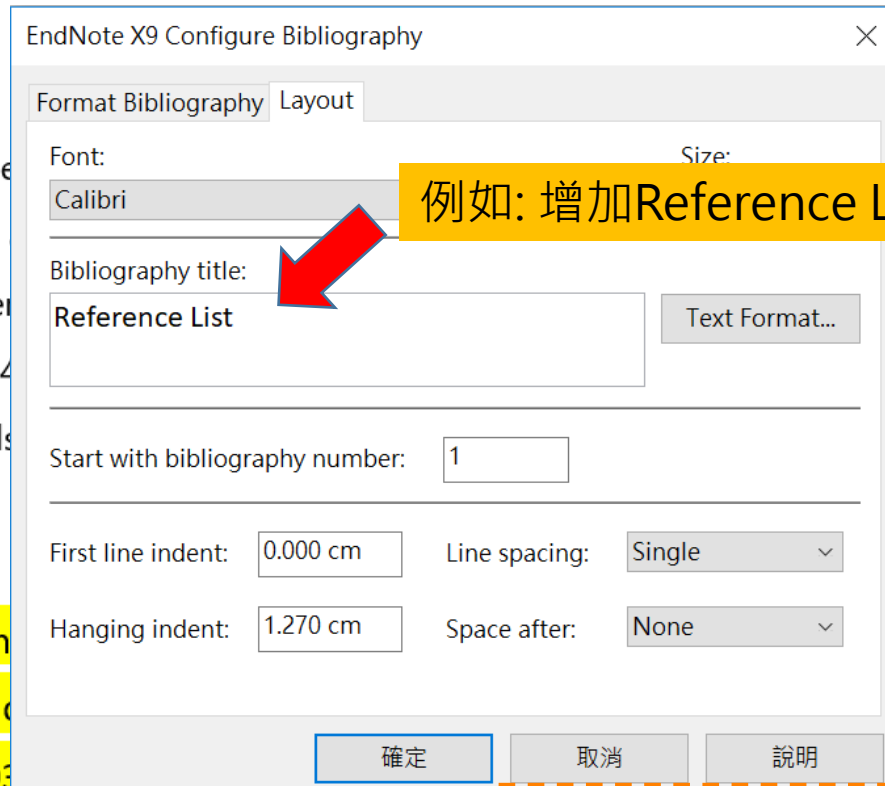 EndNote X9 Configure Bibliography
Format Bibliography Layout
Font: Size:
Calibri
例如: 增加Reference L
Bibliography title:
Reference List
Text Format...
Start with bibliography number: 1
First line indent: 0.000 cm Line spacing: Single
Hanging indent: 1.270 cm Space after: None
確定 取消 說明